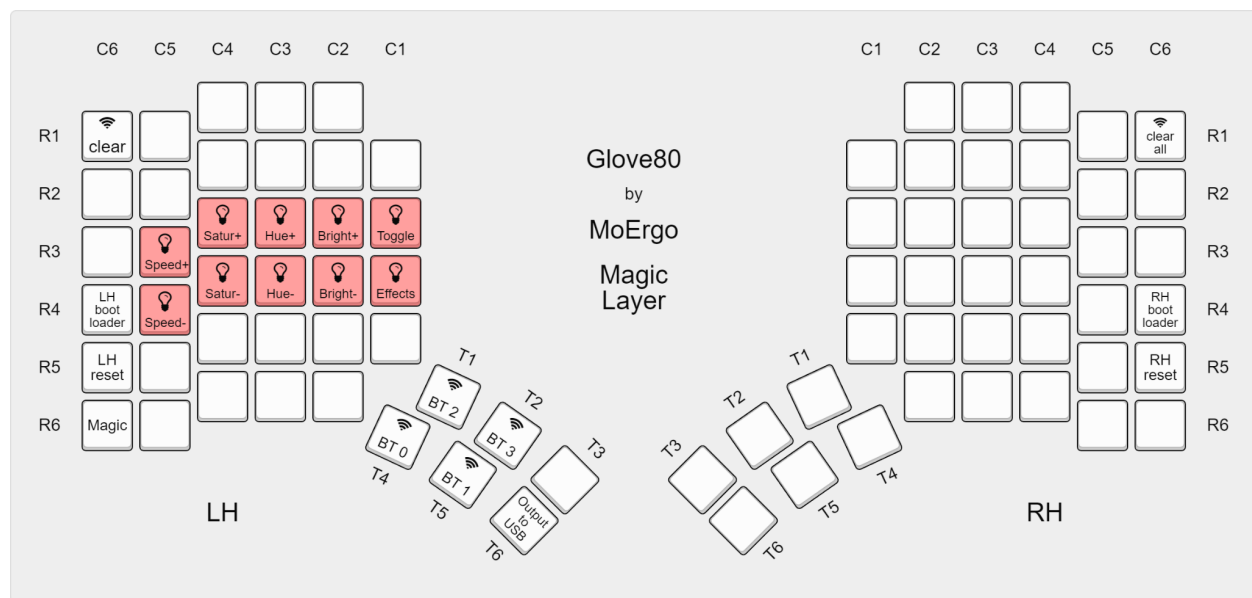 C6 C5 C4 C3 C2 C1
C1 C2 C3 C4 C5 C6
R1
clear
clear
all
R1
R2
R2
R3
Speed+
Satur+
Hue+
Bright+
Toggle
R3
R4
LH
boot
loader
Speed-
Satur-
Hue-
Bright-
Effects
RH
boot
loader
R4
R5
LH
reset
RH
reset
R5
R6
Magic
R6
Glove80
by
MoErgo
Magic
Layer
T1
T2
T3
BT 2
BT 3
BT 0
BT 1
Output
to
USB
T4
T5
T6
T1
T2
T3
T4
T5
T6
LH
RH